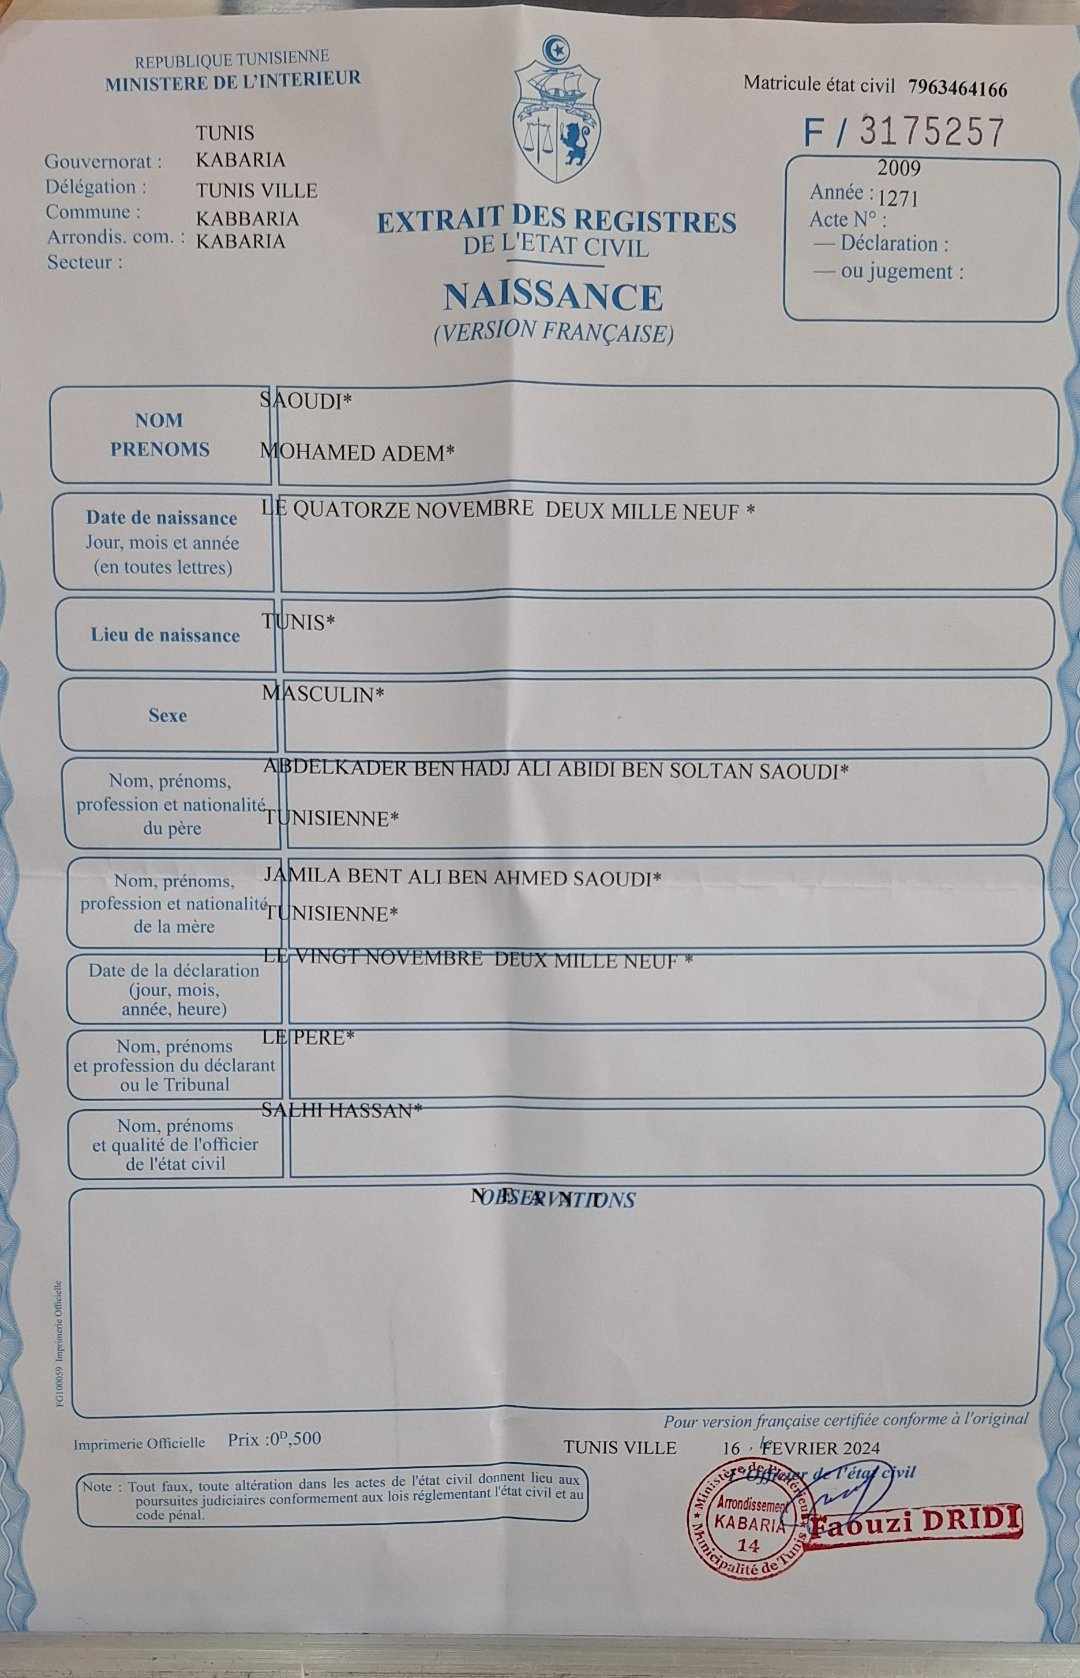 REPUBLIQUE TUNISIENNE
MINISTERE DE L'INTERIEUR
Matricule état civil 7963464166
F / 3175257
TUNIS
Gouvernorat : KABARIA
Délégation : TUNIS VILLE
Commune : KABBARIA
Arrondis. com. : KABARIA
Secteur :
2009
Année : 1271
Acte N° :
— Déclaration :
— ou jugement :
EXTRAIT DES REGISTRES
DE L'ETAT CIVIL
NAISSANCE
(VERSION FRANÇAISE)
NOM
PRENOMS
SAOUDI*
MOHAMED ADEM*
Date de naissance
Jour, mois et année
(en toutes lettres)
LE QUATORZE NOVEMBRE DEUX MILLE NEUF *
Lieu de naissance
TUNIS*
Sexe
MASCULIN*
Nom, prénoms,
profession et nationalité
du père
ABDELKADER BEN HADJ ALI ABIDI BEN SOLTAN SAOUDI*
TUNISIENNE*
Nom, prénoms,
profession et nationalité
de la mère
JAMILA BENT ALI BEN AHMED SAOUDI*
TUNISIENNE*
Date de la déclaration
(jour, mois,
année, heure)
LE VINGT NOVEMBRE DEUX MILLE NEUF *
Nom, prénoms
et profession du déclarant
ou le Tribunal
LE PERE*
Nom, prénoms
et qualité de l'officier
de l'état civil
SALHI HASSAN*
OBSERVATIONS
N E A N T
FG100059 Imprimerie Officielle
Pour version française certifiée conforme à l'original
Imprimerie Officielle Prix :0ᴰ,500
TUNIS VILLE 16 . FEVRIER 2024
le
L'Officier de l'état civil
Note : Tout faux, toute altération dans les actes de l'état civil donnent lieu aux
poursuites judiciaires conformement aux lois réglementant l'état civil et au
code pénal.
Ministère de l'Intérieur
Arrondissement
KABARIA
14
Municipalité de Tunis
Faouzi DRIDI